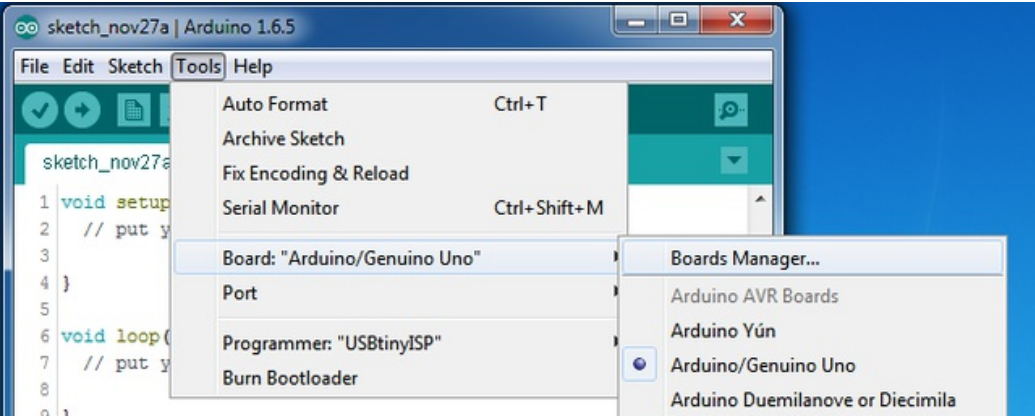 sketch_nov27a | Arduino 1.6.5
File Edit Sketch Tools Help
Auto Format Ctrl+T
Archive Sketch
sketch_nov27a
Fix Encoding & Reload
1 void setup
Serial Monitor Ctrl+Shift+M
2 // put y
3
Board: "Arduino/Genuino Uno"
Boards Manager...
4 }
Port
Arduino AVR Boards
5
6 void loop(
Programmer: "USBtinyISP"
Arduino Yún
7 // put y
Arduino/Genuino Uno
8
Burn Bootloader
Arduino Duemilanove or Diecimila
9 }